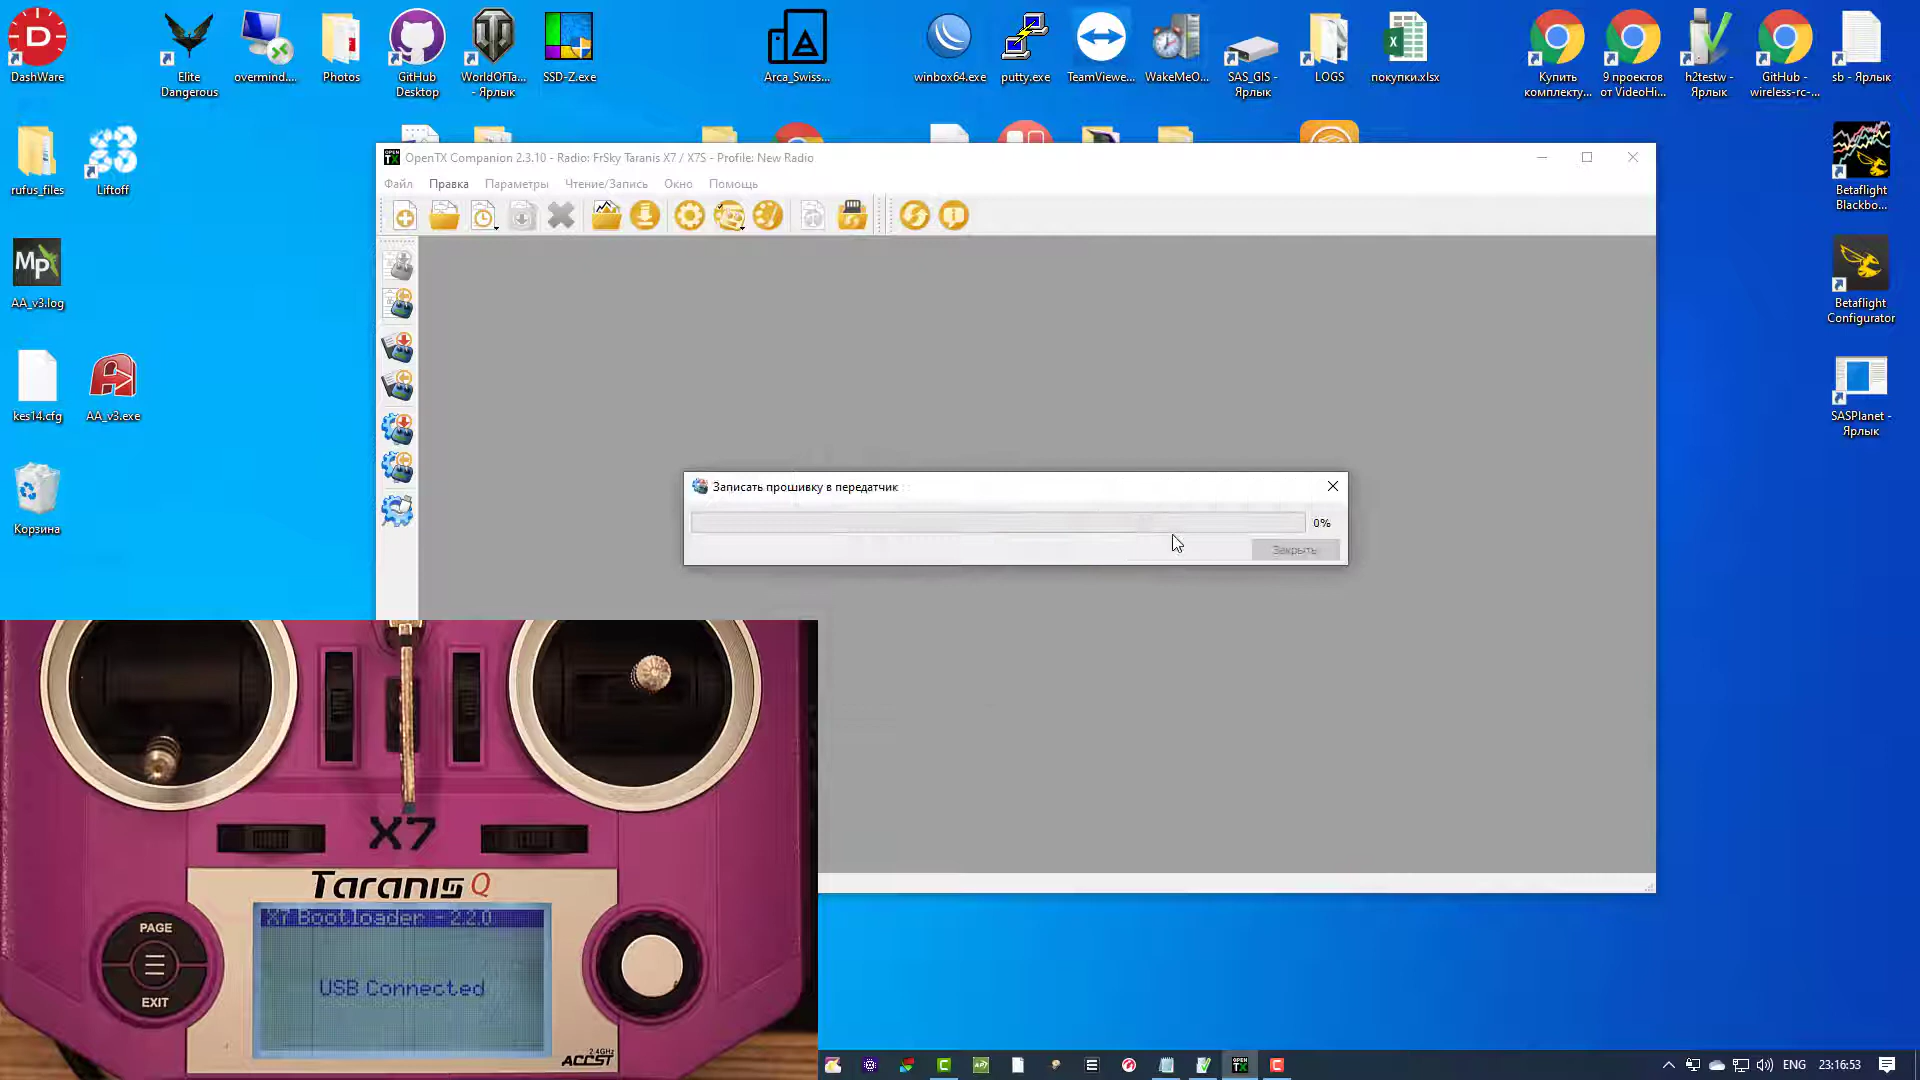 DashWare
Elite Dangerous
overmind....
Photos
GitHub Desktop
WorldOfTa... - Ярлык
SSD-Z.exe
Arca_Swiss...
winbox64.exe
putty.exe
TeamViewe...
WakeMeO...
SAS_GIS - Ярлык
LOGS
покупки.xlsx
Купить комплекту...
9 проектов от VideoHi...
h2testw - Ярлык
GitHub - wireless-rc-...
sb - Ярлык
rufus_files
Liftoff
Betaflight Blackbo...
OpenTX Companion 2.3.10 - Radio: FrSky Taranis X7 / X7S - Profile: New Radio
Файл Правка Параметры Чтение/Запись Окно Помощь
Mp
AA_v3.log
Betaflight Configurator
kes14.cfg
AA_v3.exe
SASPlanet - Ярлык
Корзина
Записать прошивку в передатчик
0%
Закрыть
X7
Taranis Q
X7 Bootloader - 2.2.0
USB Connected
PAGE
EXIT
2.4GHz
ACCST
ENG
23:16:53